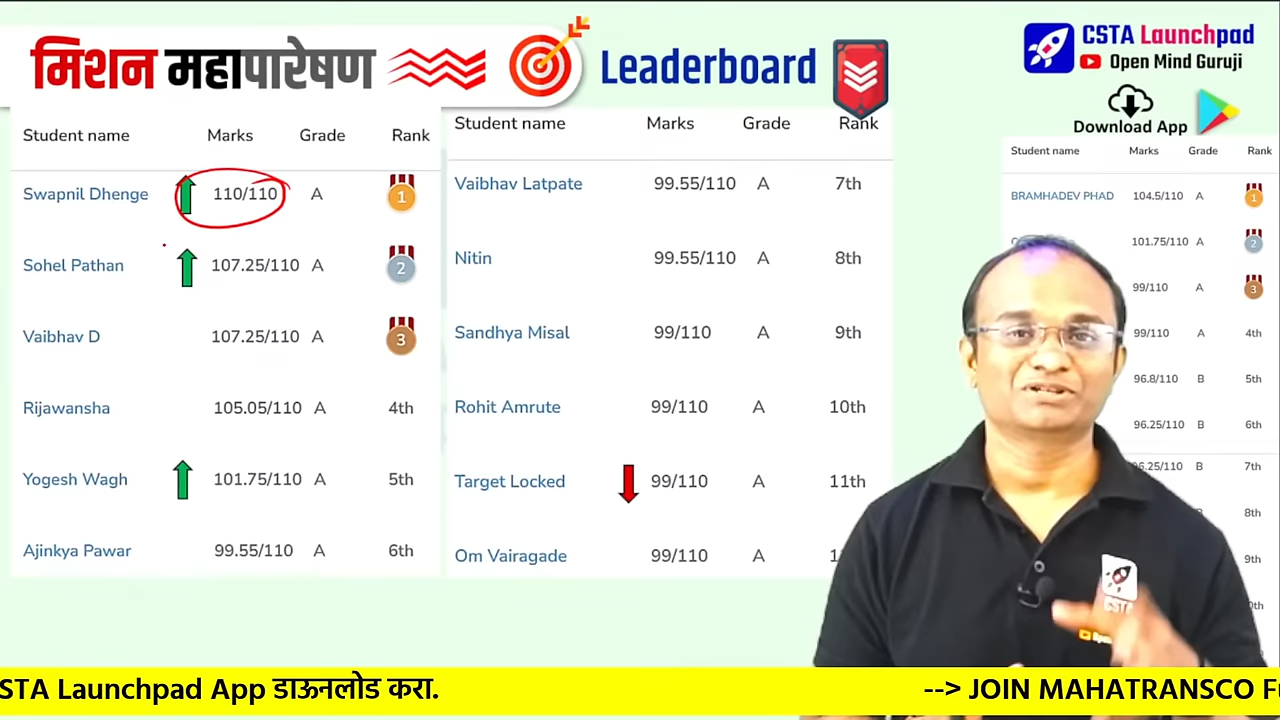 मिशन महापारेषण
Leaderboard
CSTA Launchpad
Open Mind Guruji
Download App
Student name Marks Grade Rank
Swapnil Dhenge 110/110 A 1
Sohel Pathan 107.25/110 A 2
Vaibhav D 107.25/110 A 3
Rijawansha 105.05/110 A 4th
Yogesh Wagh 101.75/110 A 5th
Ajinkya Pawar 99.55/110 A 6th
Student name Marks Grade Rank
Vaibhav Latpate 99.55/110 A 7th
Nitin 99.55/110 A 8th
Sandhya Misal 99/110 A 9th
Rohit Amrute 99/110 A 10th
Target Locked 99/110 A 11th
Om Vairagade 99/110 A
Student name Marks Grade Rank
BRAMHADEV PHAD 104.5/110 A 1
101.75/110 A 2
99/110 A 3
99/110 A 4th
96.8/110 B 5th
96.25/110 B 6th
96.25/110 B 7th
8th
9th
CSTA
STA Launchpad App डाऊनलोड करा.
--> JOIN MAHATRANSCO